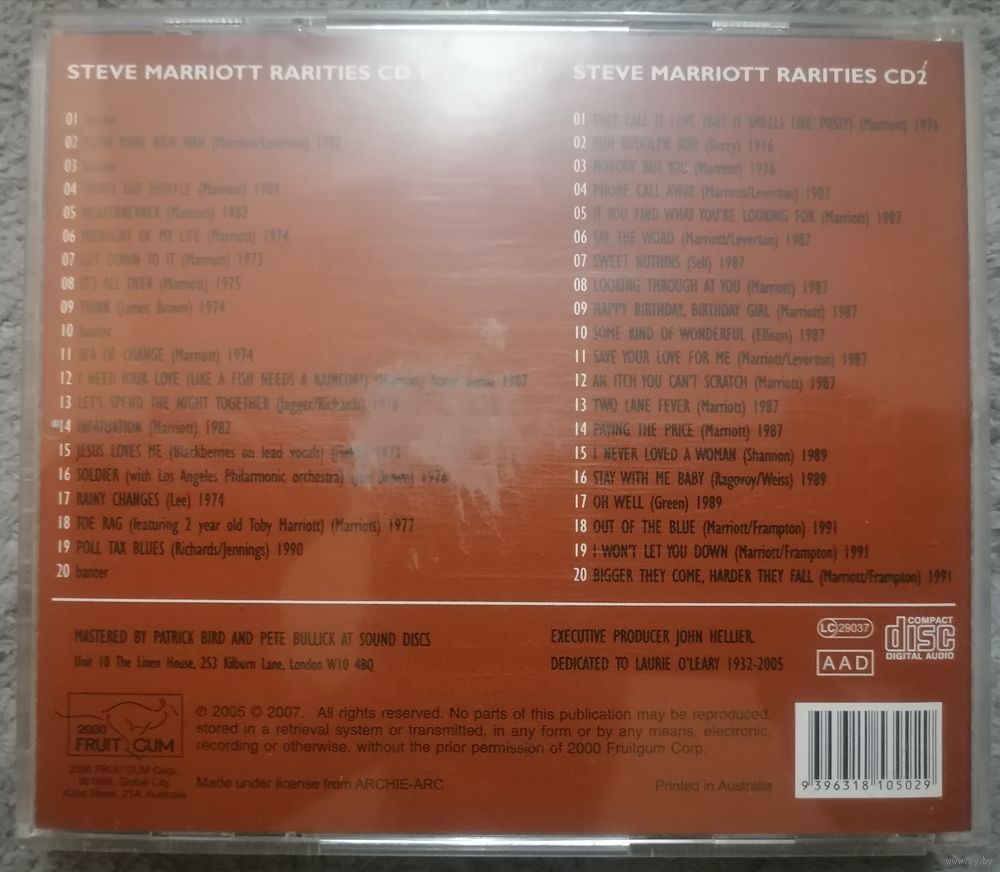 STEVE MARRIOTT RARITIES CD 1
01 banter
02 POOR MANS RICH MAN (Marriott/Leverton) 1982
03 banter
04 DAY SHUFFLE (Marriott) 1984
05 HEARTBREAKER (Marriott) 1982
06 MIDNIGHT OF MY LIFE (Marriott) 1974
07 GET DOWN TO IT (Marriott) 1973
08 IT'S ALL OVER (Marriott) 1975
09 THINK (James Brown) 1974
10 banter
11 SEA OF CHANGE (Marriott) 1974
12 I NEED YOUR LOVE (LIKE A FISH NEEDS A RAINCOAT) (Marriott) home demo 1987
13 LET'S SPEND THE NIGHT TOGETHER (Jagger/Richards) 1976
14 INFATUATION (Marriott) 1982
15 JESUS LOVES ME (Blackberries on lead vocals) 1973
16 SOLDIER (with Los Angeles Philarmonic orchestra) 1976
17 RAINY CHANGES (Lee) 1974
18 TOE RAG (featuring 2 year old Toby Marriott) (Marriott) 1977
19 POLL TAX BLUES (Richards/Jennings) 1990
20 banter
STEVE MARRIOTT RARITIES CD2
01 THEY CALL IT LOVE (BUT IT SMELLS LIKE PUSSY) (Marriott) 1976
02 RUN RUDOLPH RUN (Berry) 1976
03 NOBODY BUT YOU (Marriott) 1976
04 PHONE CALL AWAY (Marriott/Leverton) 1987
05 IF YOU FIND WHAT YOU'RE LOOKING FOR (Marriott) 1987
06 SAY THE WORD (Marriott/Leverton) 1987
07 SWEET NUTHINS (Self) 1987
08 LOOKING THROUGH AT YOU (Marriott) 1987
09 HAPPY BIRTHDAY, BIRTHDAY GIRL (Marriott) 1987
10 SOME KIND OF WONDERFUL (Ellison) 1987
11 SAVE YOUR LOVE FOR ME (Marriott/Leverton) 1987
12 AN ITCH YOU CAN'T SCRATCH (Marriott) 1987
13 TWO LANE FEVER (Marriott) 1987
14 PAYING THE PRICE (Marriott) 1987
15 I NEVER LOVED A WOMAN (Shannon) 1989
16 STAY WITH ME BABY (Ragovoy/Weiss) 1989
17 OH WELL (Green) 1989
18 OUT OF THE BLUE (Marriott/Frampton) 1991
19 I WON'T LET YOU DOWN (Marriott/Frampton) 1991
20 BIGGER THEY COME, HARDER THEY FALL (Marriott/Frampton) 1991
MASTERED BY PATRICK BIRD AND PETE BULLICK AT SOUND DISCS
Unit 10 The Linen House, 253 Kilburn Lane, London W10 4BQ
EXECUTIVE PRODUCER JOHN HELLIER.
DEDICATED TO LAURIE O'LEARY 1932-2005
LC 29037
AAD
COMPACT
disc
DIGITAL AUDIO
2000
FRUITGUM
2000 FRUITGUM Corp.,
Global City,
42nd Street, 23A, Australia
℗ 2005 © 2007. All rights reserved. No parts of this publication may be reproduced,
stored in a retrieval system or transmitted, in any form or by any means, electronic,
recording or otherwise, without the prior permission of 2000 Fruitgum Corp.
Made under license from ARCHIE-ARC
Printed in Australia
9 396318 105029
www.ay.by